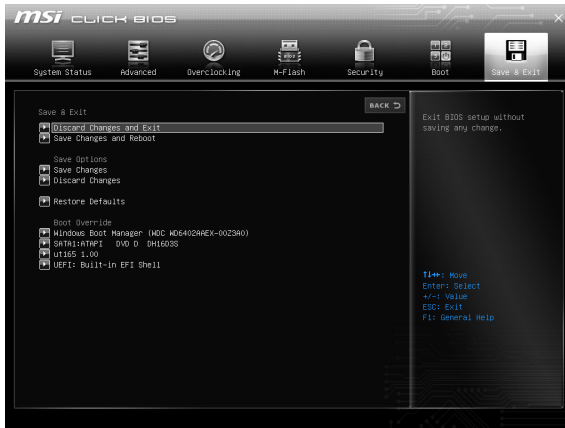 msi CLICK BIOS
System Status
Advanced
Overclocking
M-Flash
Security
Boot
Save & Exit
BACK
Save & Exit
Discard Changes and Exit
Save Changes and Reboot
Save Options
Save Changes
Discard Changes
Restore Defaults
Boot Override
Windows Boot Manager (WDC WD6402AAEX-00Z3A0)
SATA1:ATAPI DVD D DH16D3S
ut165 1.00
UEFI: Built-in EFI Shell
Exit BIOS setup without
saving any change.
↑↓←→: Move
Enter: Select
+/-: Value
ESC: Exit
F1: General Help